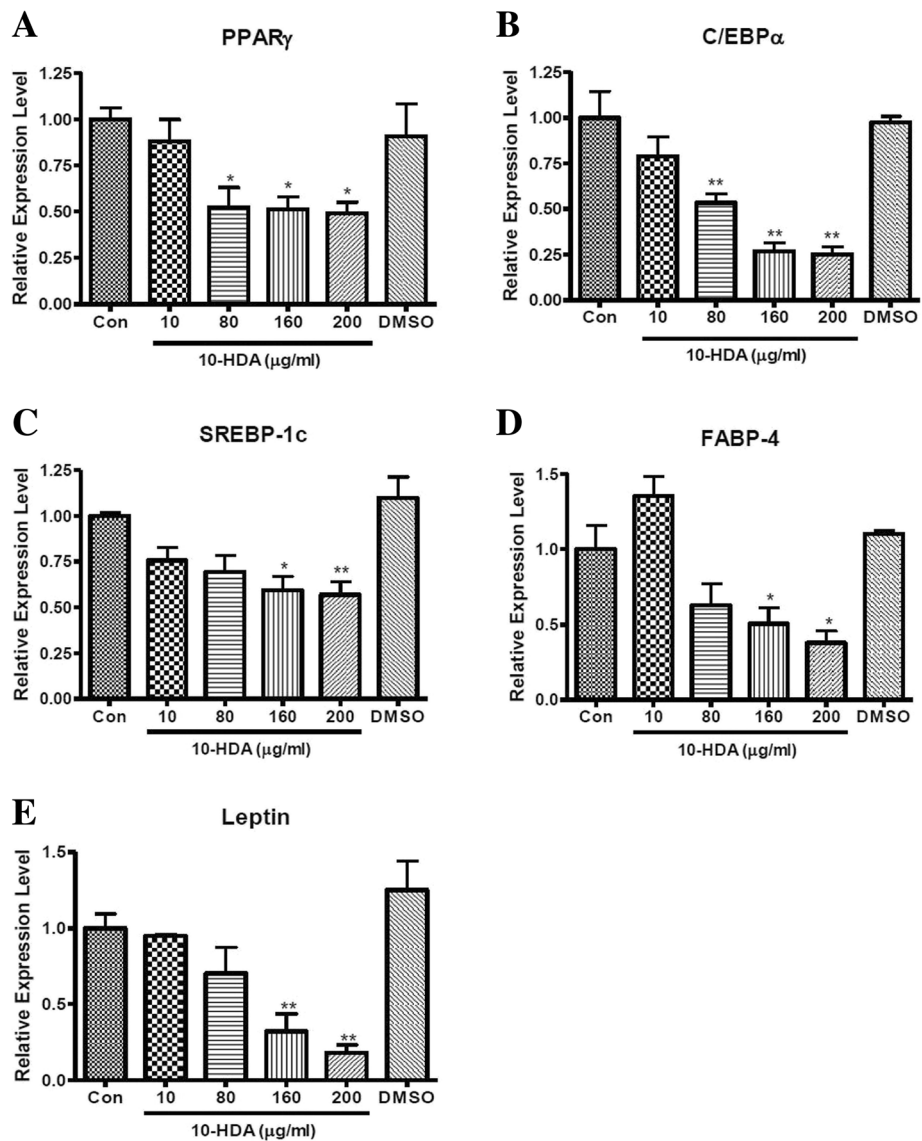 A
PPARγ
Relative Expression Level
1.25
1.00
0.75
0.50
0.25
0.00
* * *
Con 10 80 160 200 DMSO
10-HDA (μg/ml)
B
C/EBPα
Relative Expression Level
1.25
1.00
0.75
0.50
0.25
0.00
** ** **
Con 10 80 160 200 DMSO
10-HDA (μg/ml)
C
SREBP-1c
Relative Expression Level
1.25
1.00
0.75
0.50
0.25
0.00
* **
Con 10 80 160 200 DMSO
10-HDA (μg/ml)
D
FABP-4
Relative Expression Level
1.5
1.0
0.5
0.0
* *
Con 10 80 160 200 DMSO
10-HDA (μg/ml)
E
Leptin
Relative Expression Level
1.5
1.0
0.5
0.0
** **
Con 10 80 160 200 DMSO
10-HDA (μg/ml)